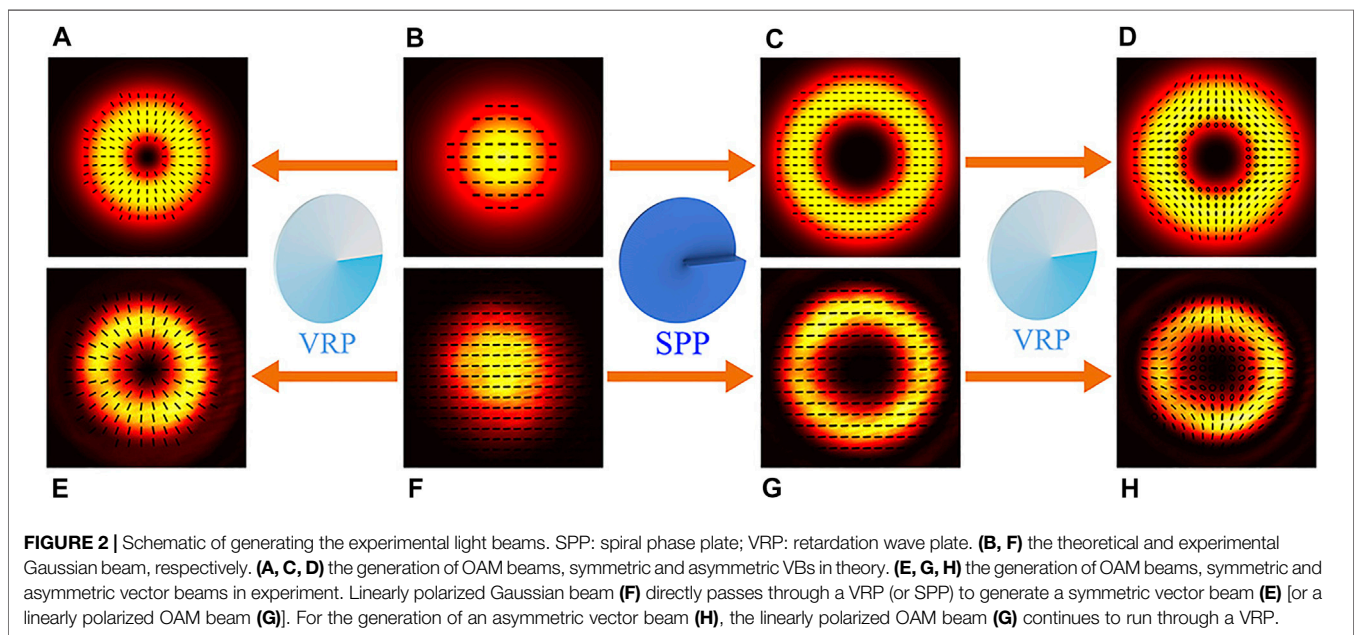 A B C D
VRP SPP VRP
E F G H
FIGURE 2 | Schematic of generating the experimental light beams. SPP: spiral phase plate; VRP: retardation wave plate. (B, F) the theoretical and experimental
Gaussian beam, respectively. (A, C, D) the generation of OAM beams, symmetric and asymmetric VBs in theory. (E, G, H) the generation of OAM beams, symmetric and
asymmetric vector beams in experiment. Linearly polarized Gaussian beam (F) directly passes through a VRP (or SPP) to generate a symmetric vector beam (E) [or a
linearly polarized OAM beam (G)]. For the generation of an asymmetric vector beam (H), the linearly polarized OAM beam (G) continues to run through a VRP.